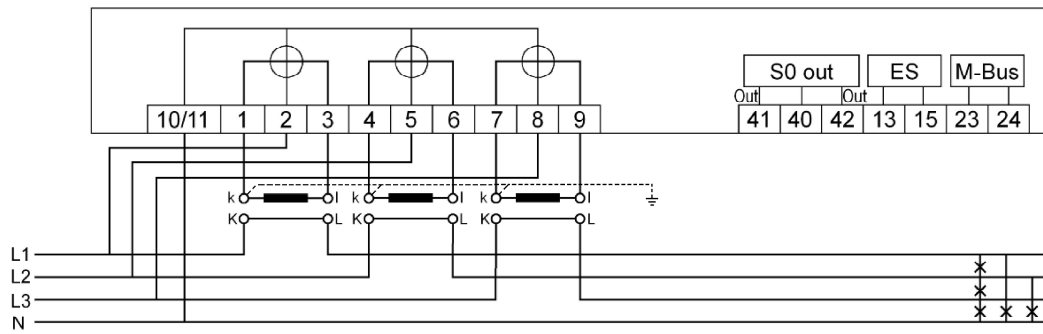 S0 out ES M-Bus
Out Out
10/11 1 2 3 4 5 6 7 8 9 41 40 42 13 15 23 24
k l k l k l
K L K L K L
L1
L2
L3
N